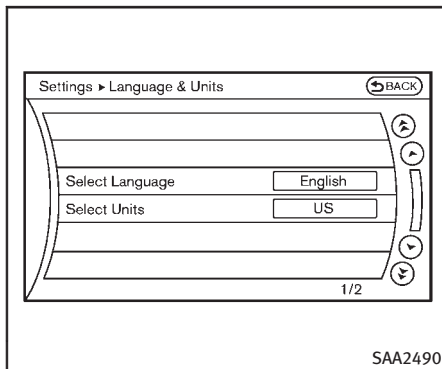 Settings ▸ Language & Units BACK
Select Language English
Select Units US
1/2
SAA2490